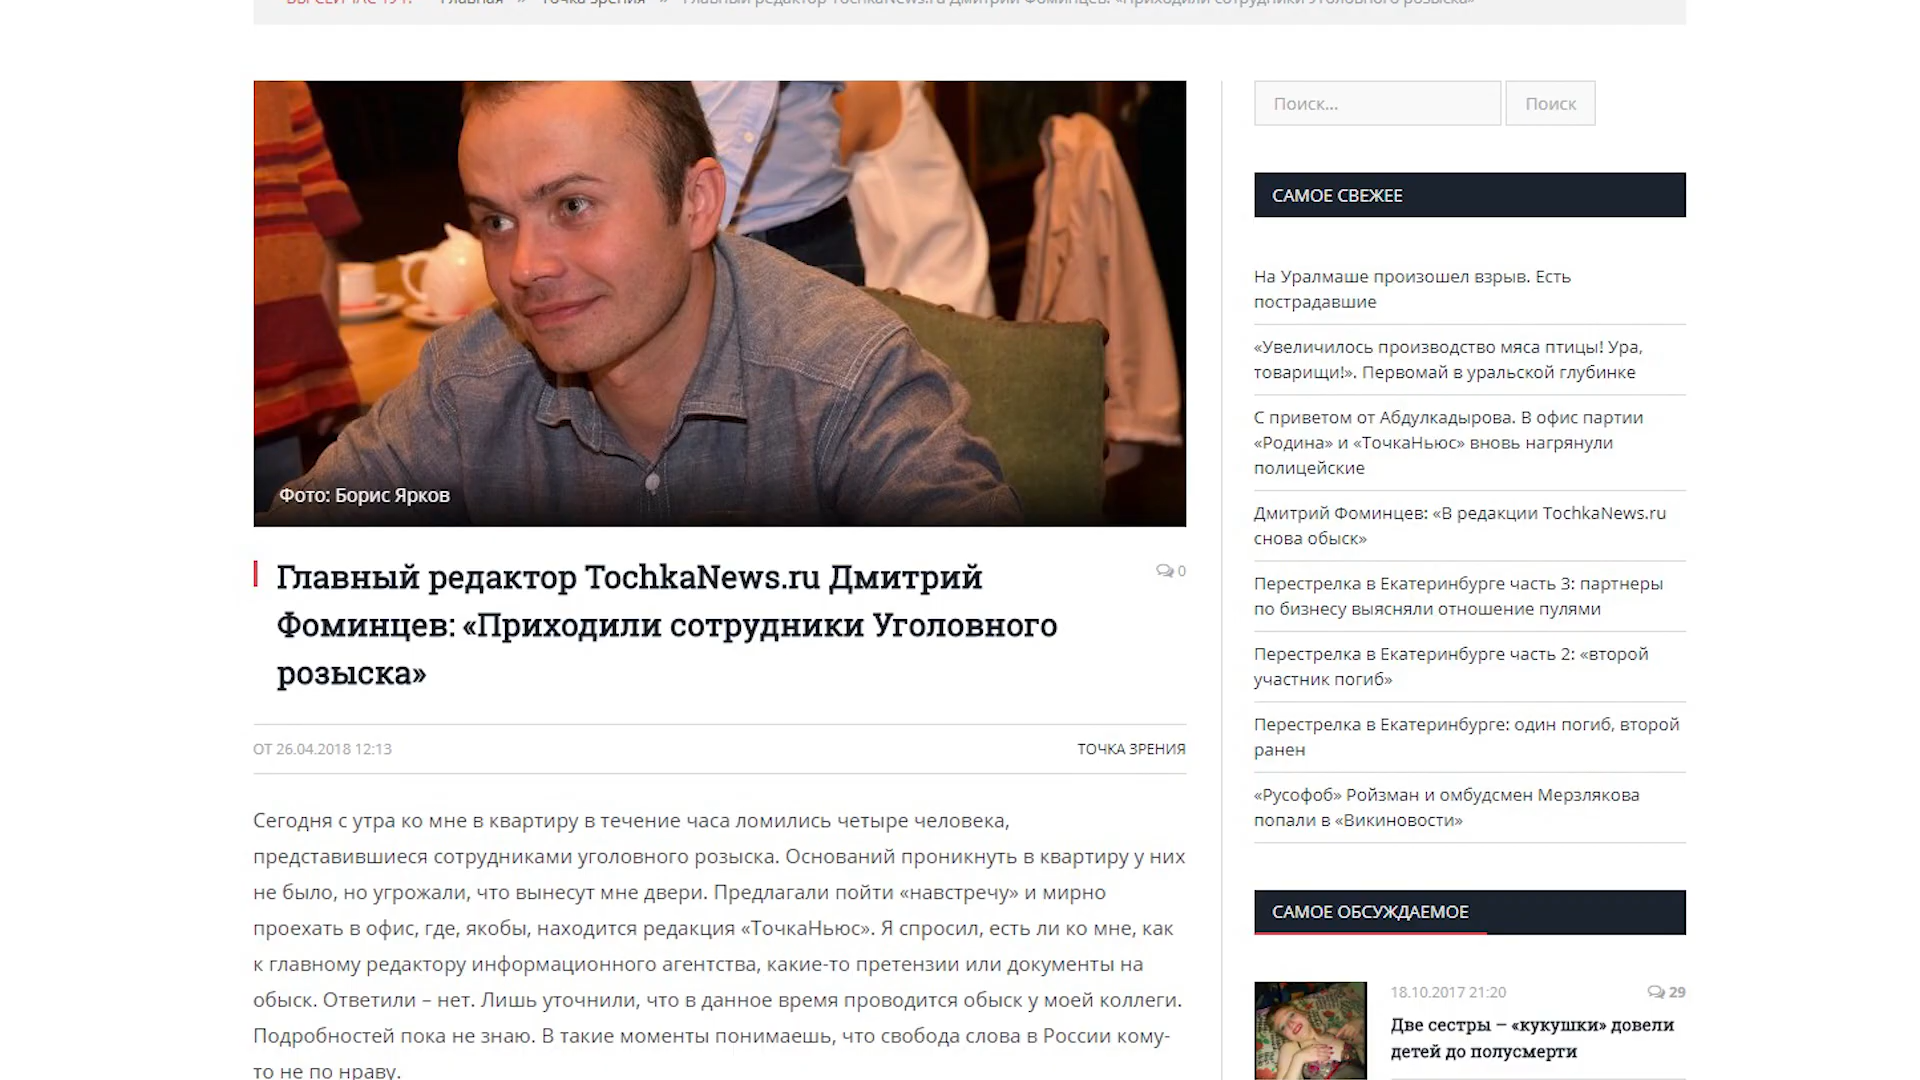 Главная » Точка зрения » Главный редактор TochkaNews.ru Дмитрий Фоминцев: «Приходили сотрудники Уголовного розыска»
Фото: Борис Ярков
Главный редактор TochkaNews.ru Дмитрий
Фоминцев: «Приходили сотрудники Уголовного
розыска»
0
ОТ 26.04.2018 12:13
ТОЧКА ЗРЕНИЯ
Сегодня с утра ко мне в квартиру в течение часа ломились четыре человека,
представившиеся сотрудниками уголовного розыска. Оснований проникнуть в квартиру у них
не было, но угрожали, что вынесут мне двери. Предлагали пойти «навстречу» и мирно
проехать в офис, где, якобы, находится редакция «ТочкаНьюс». Я спросил, есть ли ко мне, как
к главному редактору информационного агентства, какие-то претензии или документы на
обыск. Ответили – нет. Лишь уточнили, что в данное время проводится обыск у моей коллеги.
Подробностей пока не знаю. В такие моменты понимаешь, что свобода слова в России кому-
то не по нраву.
Поиск...
Поиск
САМОЕ СВЕЖЕЕ
На Уралмаше произошел взрыв. Есть
пострадавшие
«Увеличилось производство мяса птицы! Ура,
товарищи!». Первомай в уральской глубинке
С приветом от Абдулкадырова. В офис партии
«Родина» и «ТочкаНьюс» вновь нагрянули
полицейские
Дмитрий Фоминцев: «В редакции TochkaNews.ru
снова обыск»
Перестрелка в Екатеринбурге часть 3: партнеры
по бизнесу выясняли отношение пулями
Перестрелка в Екатеринбурге часть 2: «второй
участник погиб»
Перестрелка в Екатеринбурге: один погиб, второй
ранен
«Русофоб» Ройзман и омбудсмен Мерзлякова
попали в «Викиновости»
САМОЕ ОБСУЖДАЕМОЕ
18.10.2017 21:20
29
Две сестры – «кукушки» довели
детей до полусмерти